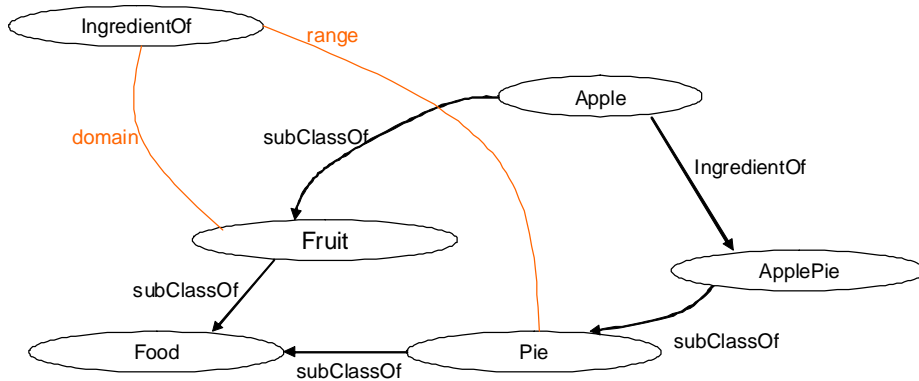 IngredientOf
range
Apple
domain
subClassOf
IngredientOf
Fruit
ApplePie
subClassOf
Food
subClassOf
Pie
subClassOf